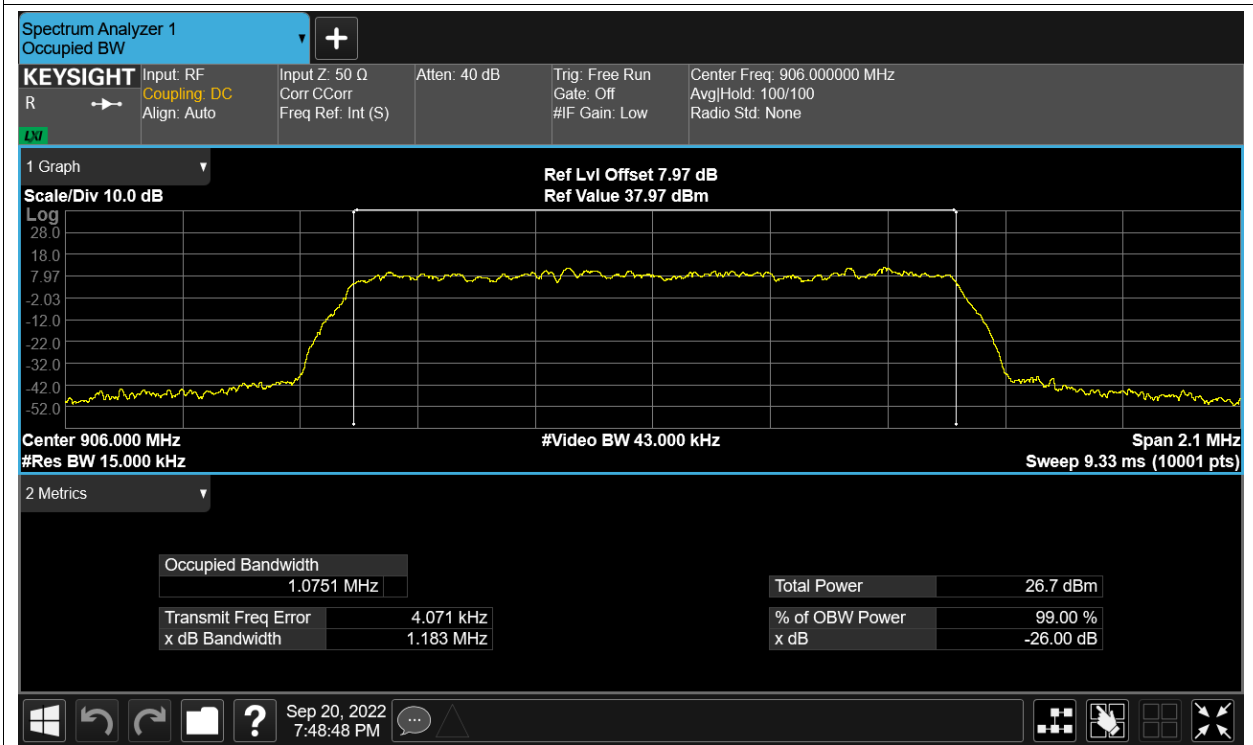 Spectrum Analyzer 1
Occupied BW
KEYSIGHT
R
LXI
Input: RF
Coupling: DC
Align: Auto
Input Z: 50 Ω
Corr CCorr
Freq Ref: Int (S)
Atten: 40 dB
Trig: Free Run
Gate: Off
#IF Gain: Low
Center Freq: 906.000000 MHz
Avg|Hold: 100/100
Radio Std: None
1 Graph
Scale/Div 10.0 dB
Ref Lvl Offset 7.97 dB
Ref Value 37.97 dBm
Log
28.0
18.0
7.97
-2.03
-12.0
-22.0
-32.0
-42.0
-52.0
Center 906.000 MHz
#Res BW 15.000 kHz
#Video BW 43.000 kHz
Span 2.1 MHz
Sweep 9.33 ms (10001 pts)
2 Metrics
Occupied Bandwidth
1.0751 MHz
Transmit Freq Error 4.071 kHz
x dB Bandwidth 1.183 MHz
Total Power 26.7 dBm
% of OBW Power 99.00 %
x dB -26.00 dB
?
Sep 20, 2022
7:48:48 PM